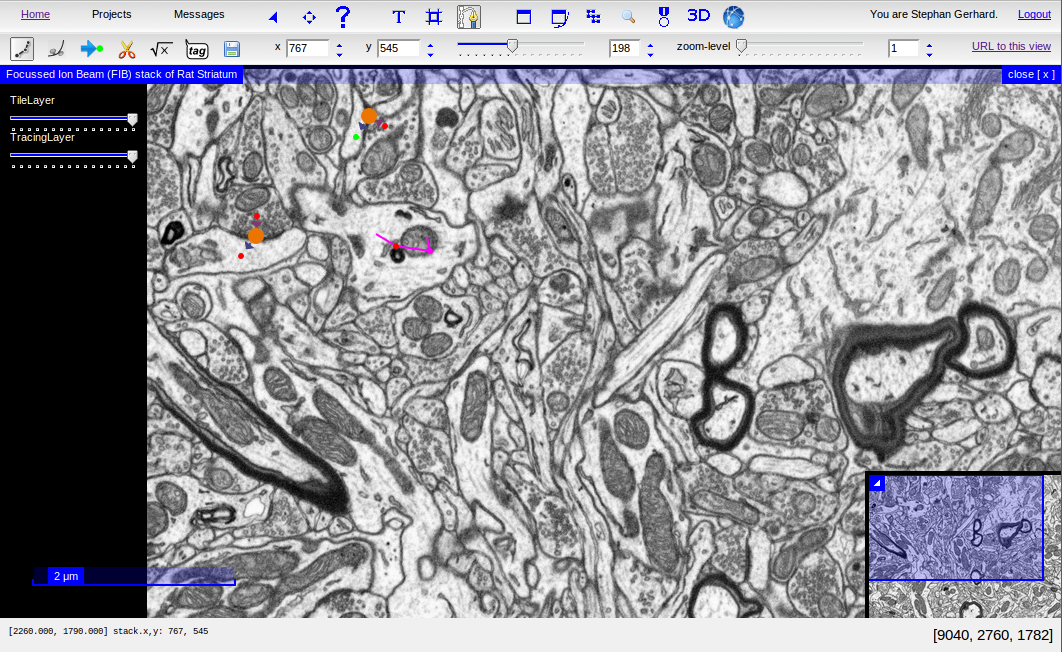 Home Projects Messages ? T 3D You are Stephan Gerhard. Logout
√x tag x 767 y 545 198 zoom-level 1 URL to this view
Focussed Ion Beam (FIB) stack of Rat Striatum close [ x ]
TileLayer
TracingLayer
2 µm
[2260.000, 1790.000] stack.x,y: 767, 545
[9040, 2760, 1782]